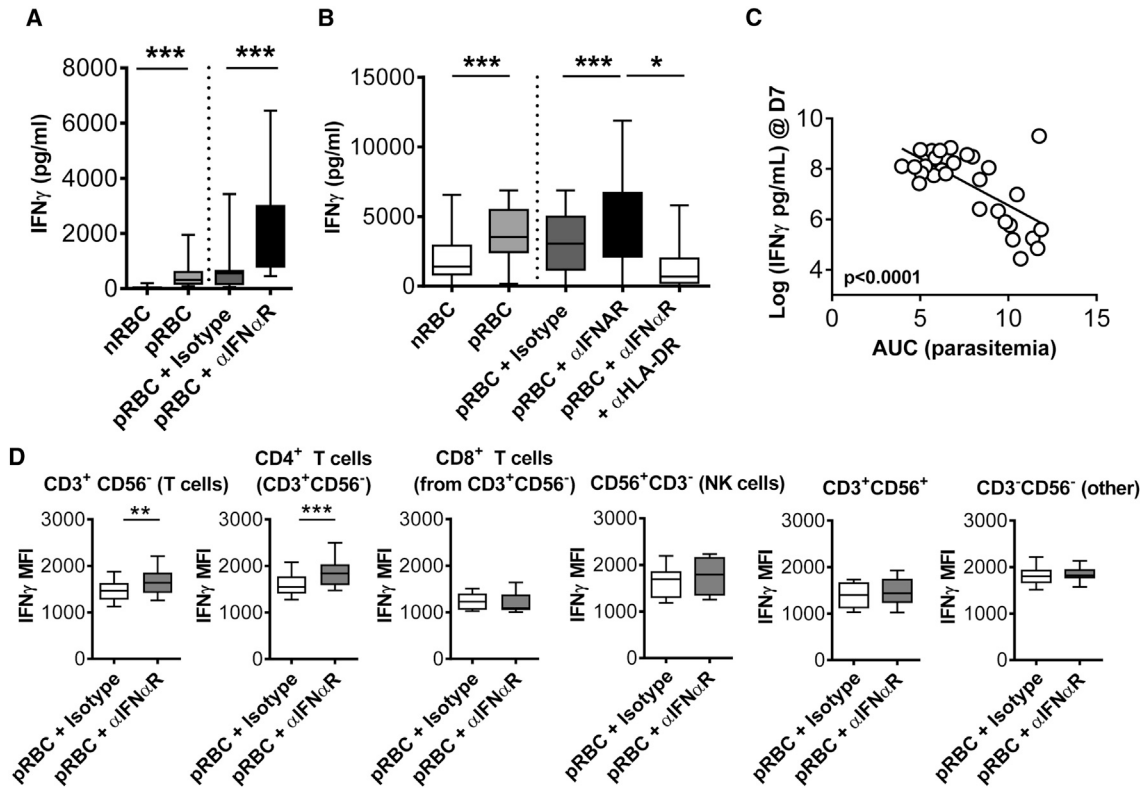 A
***
***
IFNγ (pg/ml)
8000
6000
4000
2000
0
nRBC
pRBC
pRBC + Isotype
pRBC + αIFNαR
B
***
***
*
IFNγ (pg/ml)
15000
10000
5000
0
nRBC
pRBC
pRBC + Isotype
pRBC + αIFNAR
pRBC + αIFNαR
+ αHLA-DR
C
Log (IFNγ pg/mL) @ D7
10
8
6
4
p<0.0001
0
5
10
15
AUC (parasitemia)
D
CD3+ CD56- (T cells)
**
IFNγ MFI
3000
2000
1000
0
pRBC + Isotype
pRBC + αIFNαR
CD4+ T cells
(CD3+CD56-)
***
IFNγ MFI
3000
2000
1000
0
pRBC + Isotype
pRBC + αIFNαR
CD8+ T cells
(from CD3+CD56-)
IFNγ MFI
3000
2000
1000
0
pRBC + Isotype
pRBC + αIFNαR
CD56+CD3- (NK cells)
IFNγ MFI
3000
2000
1000
0
pRBC + Isotype
pRBC + αIFNαR
CD3+CD56+
IFNγ MFI
3000
2000
1000
0
pRBC + Isotype
pRBC + αIFNαR
CD3-CD56- (other)
IFNγ MFI
3000
2000
1000
0
pRBC + Isotype
pRBC + αIFNαR